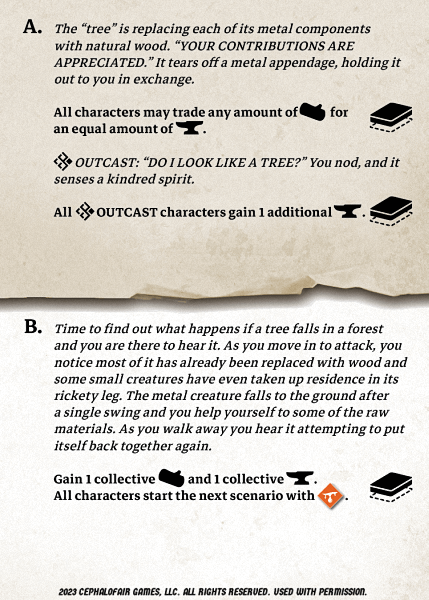 A. The “tree” is replacing each of its metal components
with natural wood. “YOUR CONTRIBUTIONS ARE
APPRECIATED.” It tears off a metal appendage, holding it
out to you in exchange.
All characters may trade any amount of for
an equal amount of .
OUTCAST: “DO I LOOK LIKE A TREE?” You nod, and it
senses a kindred spirit.
All OUTCAST characters gain 1 additional .
B. Time to find out what happens if a tree falls in a forest
and you are there to hear it. As you move in to attack, you
notice most of it has already been replaced with wood and
some small creatures have even taken up residence in its
rickety leg. The metal creature falls to the ground after
a single swing and you help yourself to some of the raw
materials. As you walk away you hear it attempting to put
itself back together again.
Gain 1 collective and 1 collective .
All characters start the next scenario with .
2023 CEPHALOFAIR GAMES, LLC. ALL RIGHTS RESERVED. USED WITH PERMISSION.